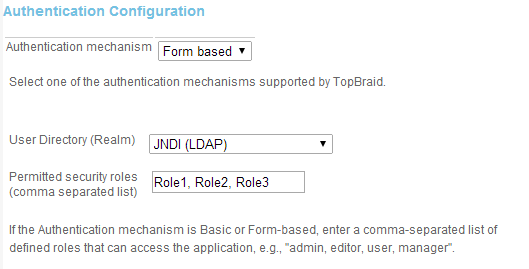 Authentication Configuration
Authentication mechanism Form based
Select one of the authentication mechanisms supported by TopBraid.
User Directory (Realm) JNDI (LDAP)
Permitted security roles
(comma separated list) Role1, Role2, Role3
If the Authentication mechanism is Basic or Form-based, enter a comma-separated list of
defined roles that can access the application, e.g., "admin, editor, user, manager".